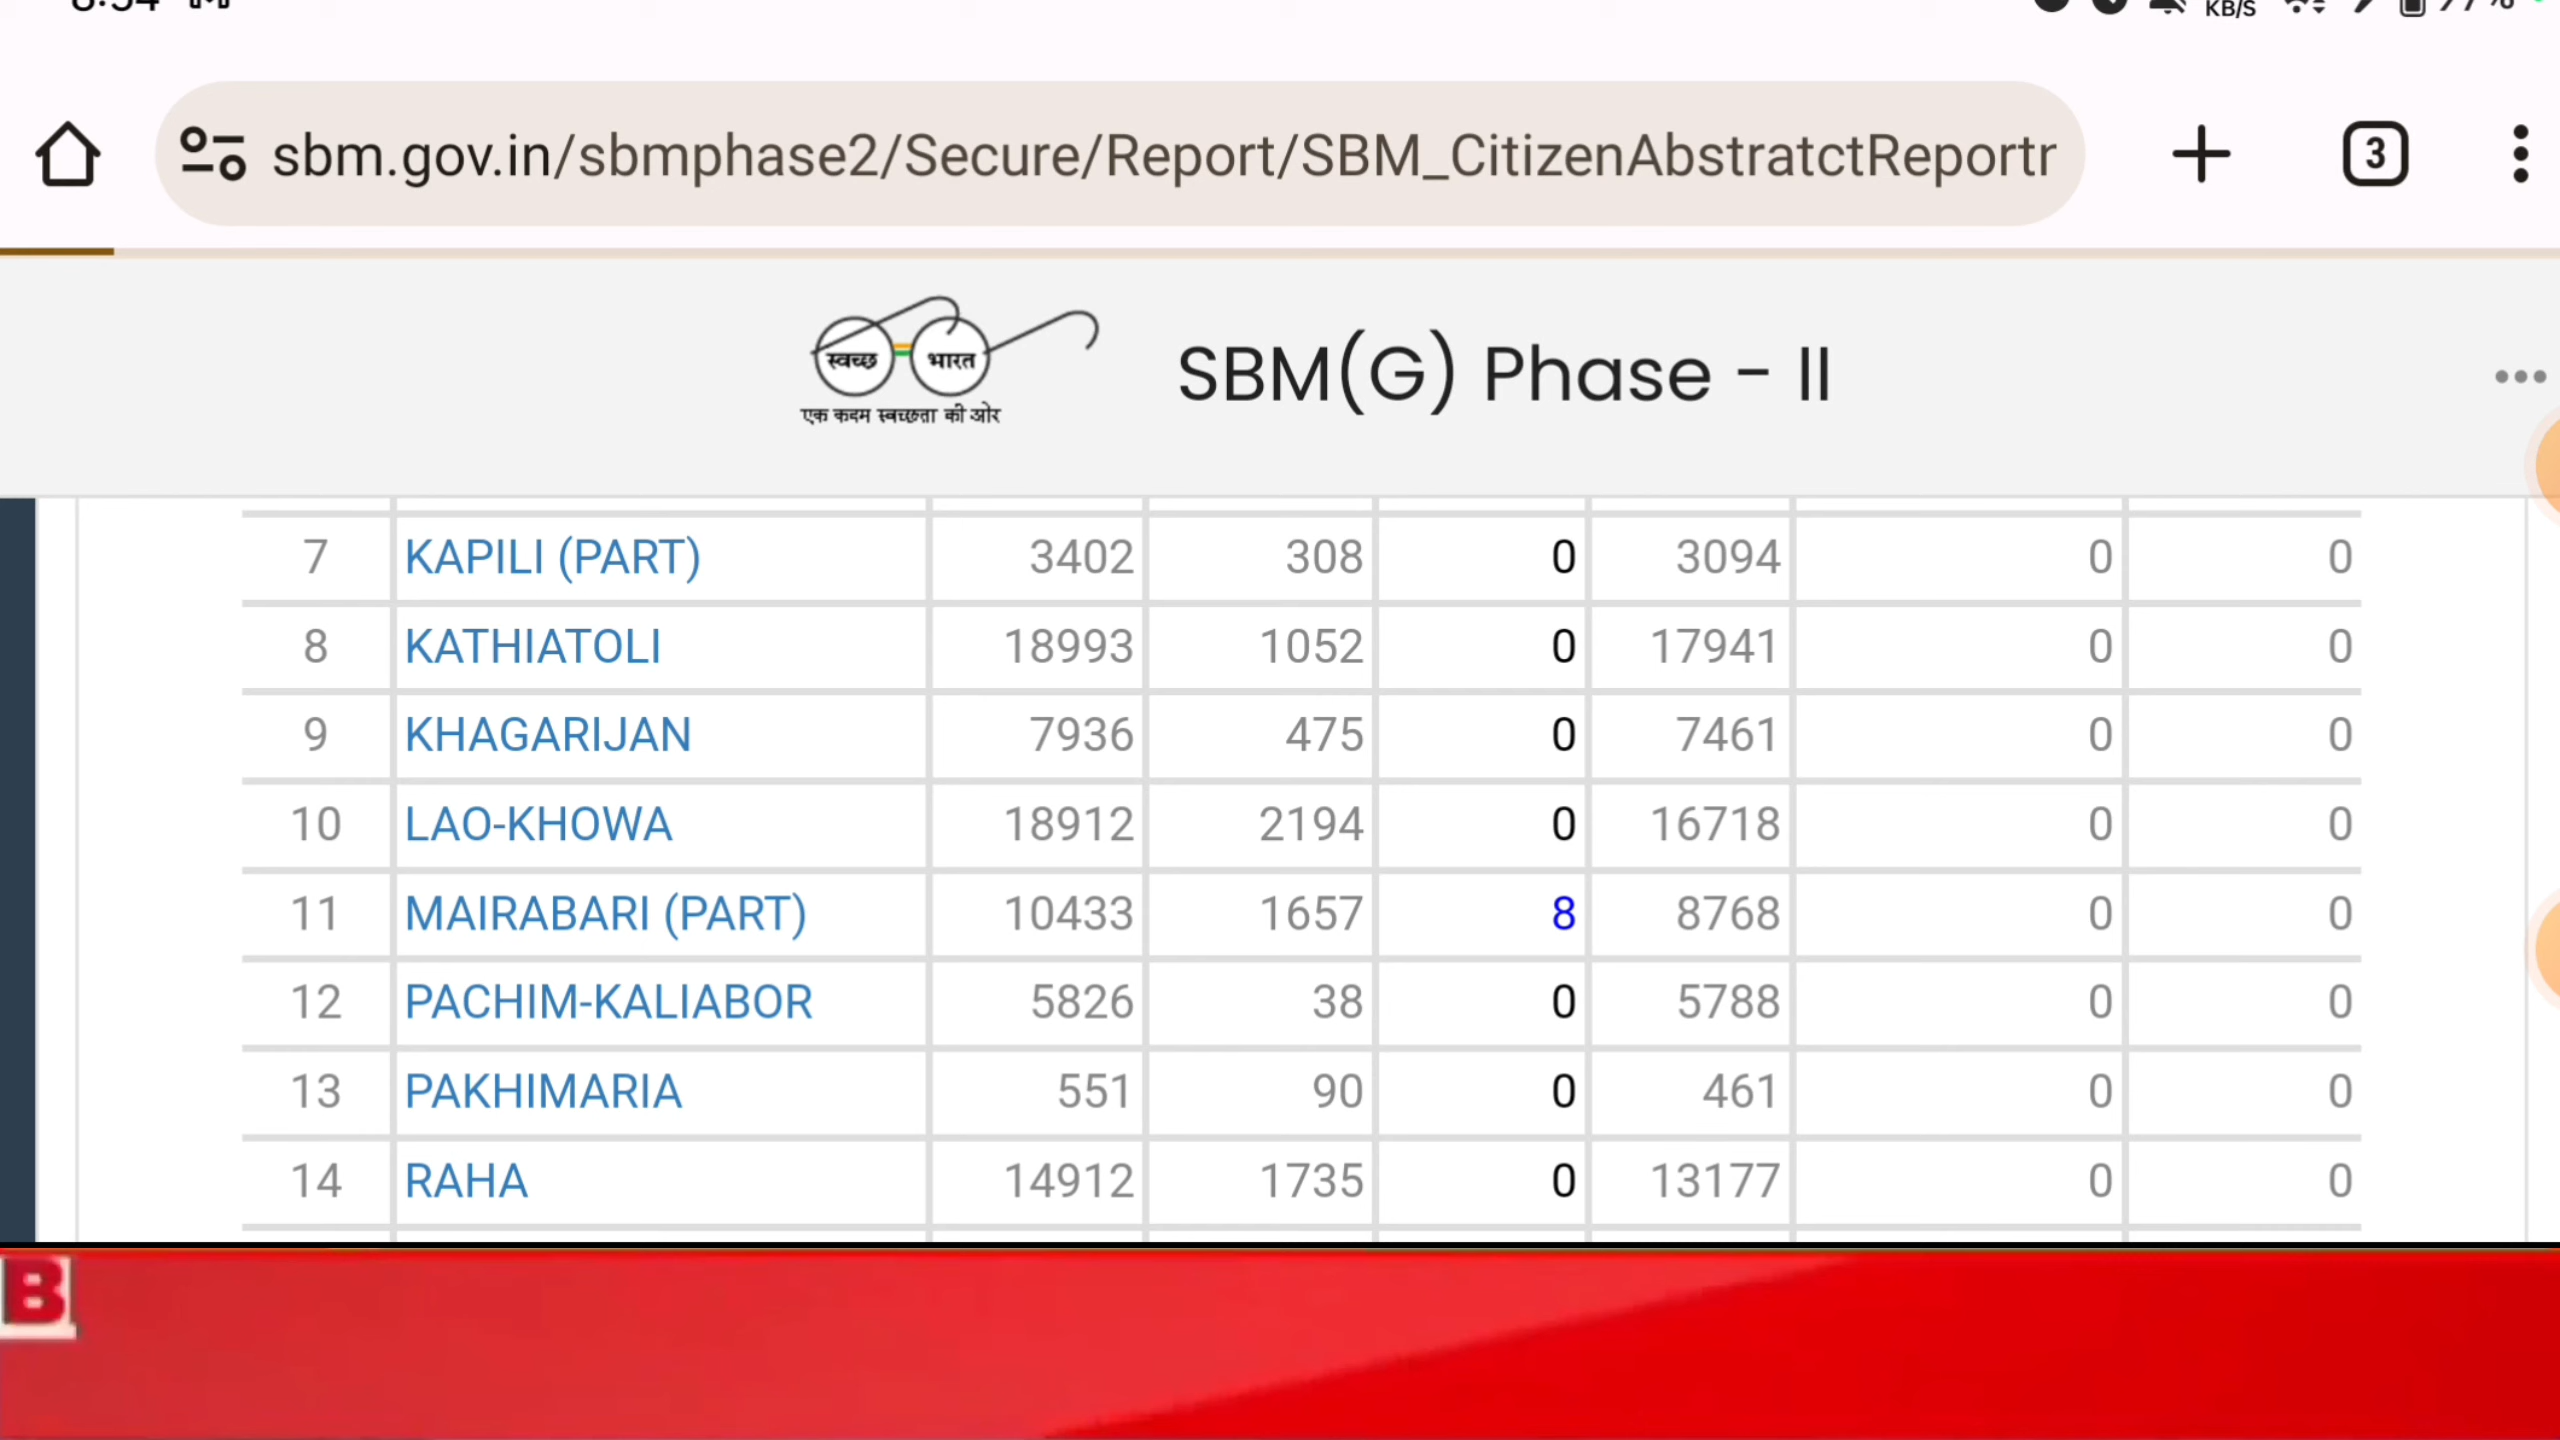 KB/S
sbm.gov.in/sbmphase2/Secure/Report/SBM_CitizenAbstratctReportr
3
स्वच्छ भारत
एक कदम स्वच्छता की ओर
SBM(G) Phase - II
7 KAPILI (PART) 3402 308 0 3094 0 0
8 KATHIATOLI 18993 1052 0 17941 0 0
9 KHAGARIJAN 7936 475 0 7461 0 0
10 LAO-KHOWA 18912 2194 0 16718 0 0
11 MAIRABARI (PART) 10433 1657 8 8768 0 0
12 PACHIM-KALIABOR 5826 38 0 5788 0 0
13 PAKHIMARIA 551 90 0 461 0 0
14 RAHA 14912 1735 0 13177 0 0
B